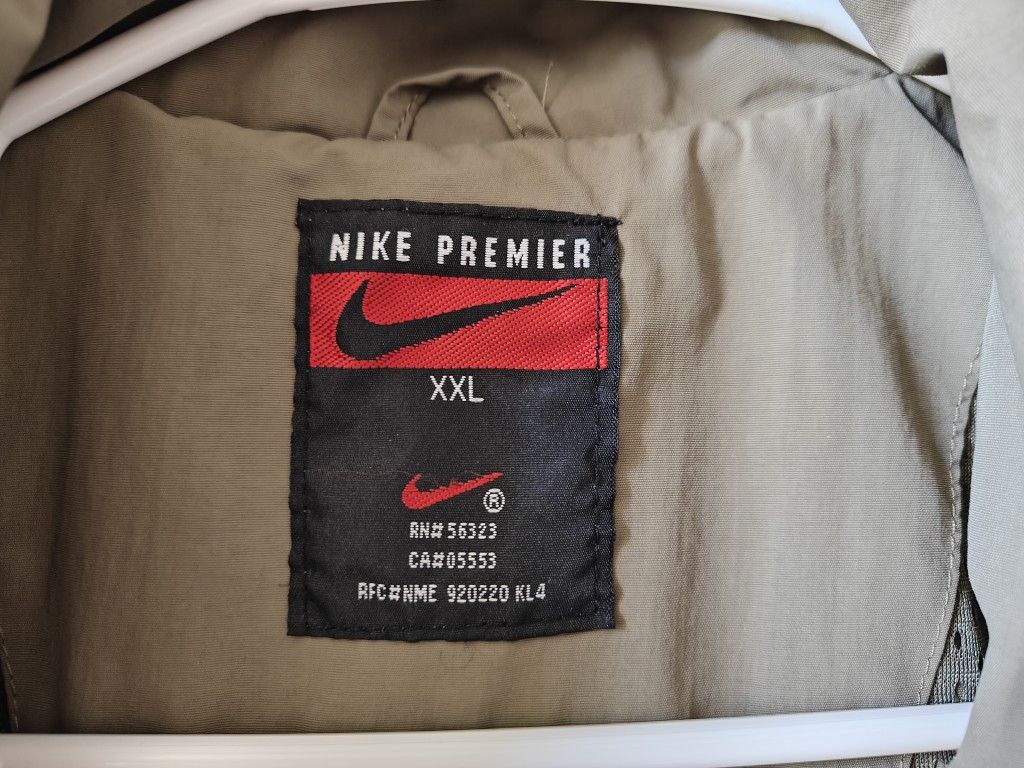 NIKE PREMIER
XXL
®
RN# 56323
CA#05553
RFC#NME 920220 KL4